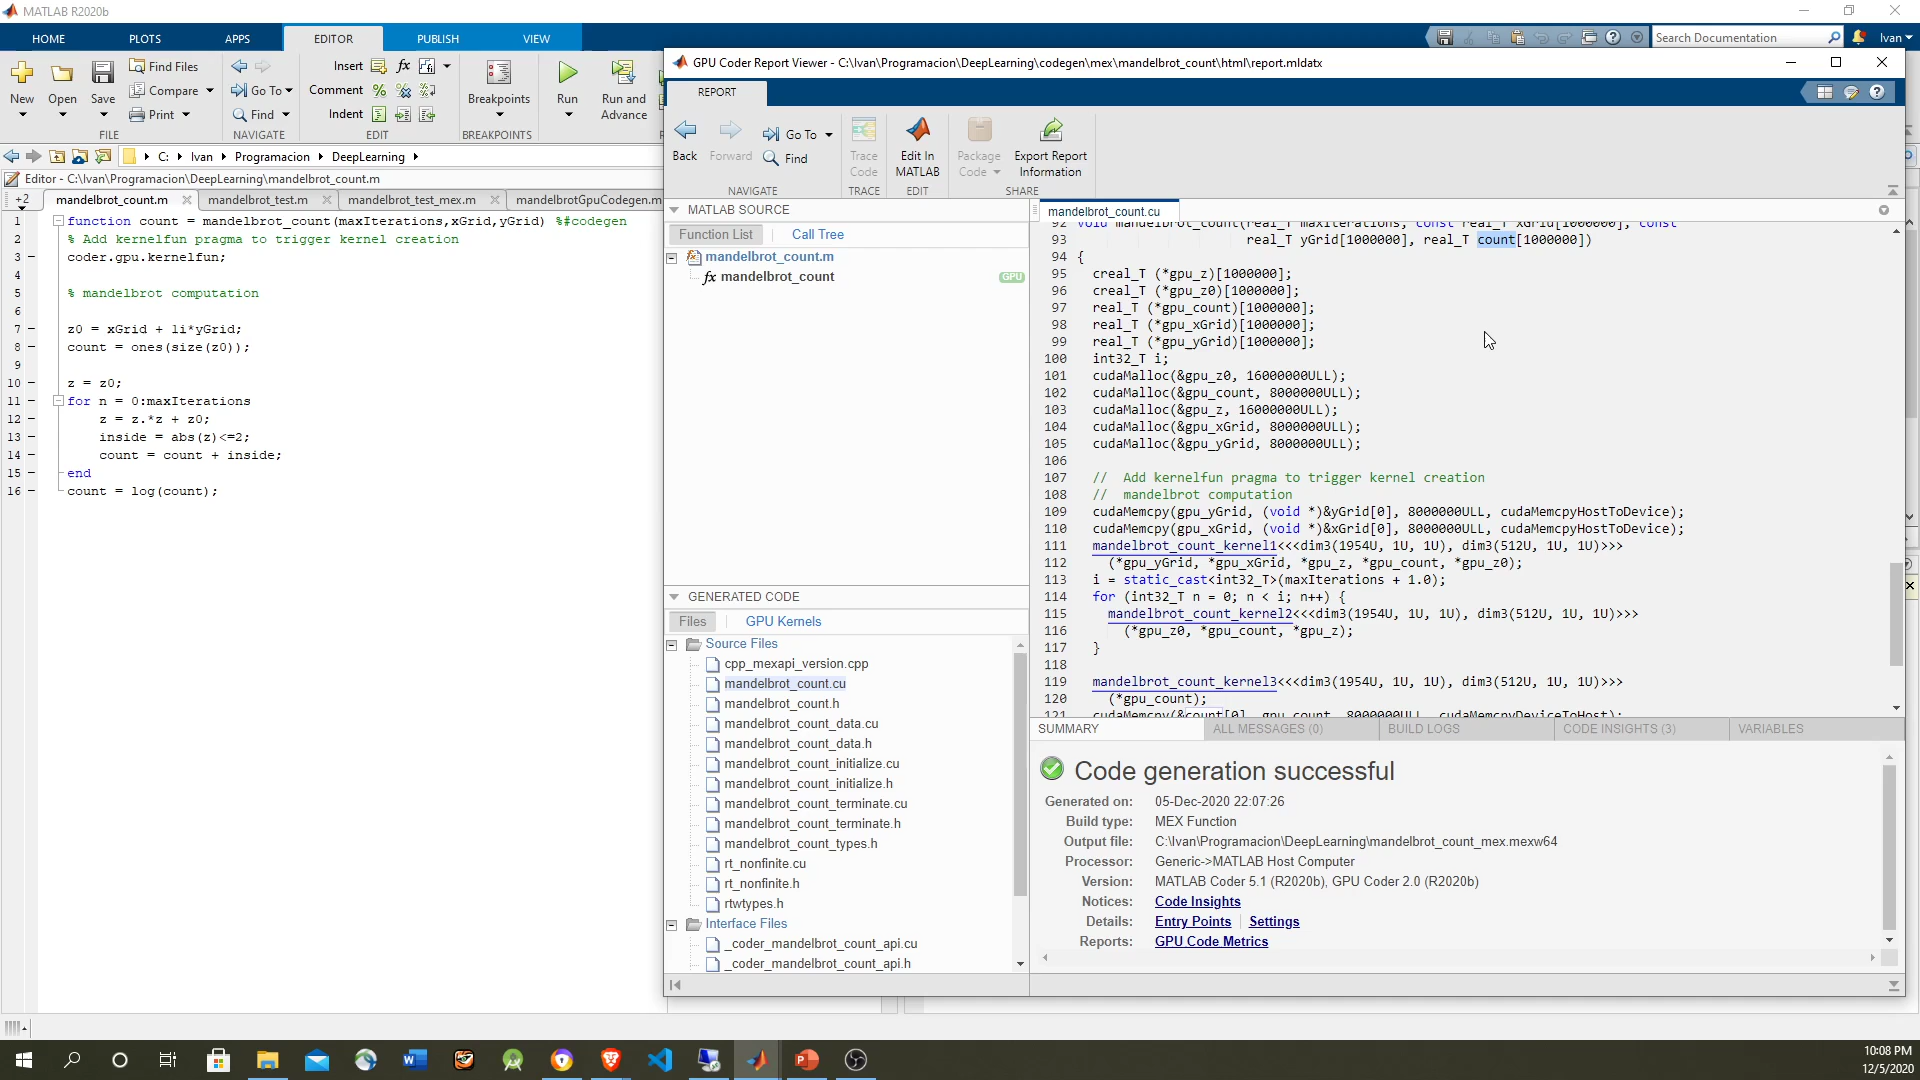 MATLAB R2020b
HOME
PLOTS
APPS
EDITOR
PUBLISH
VIEW
Search Documentation
Ivan
New
Open
Save
Find Files
Compare
Print
FILE
Go To
Find
NAVIGATE
Insert
Comment
Indent
EDIT
Breakpoints
BREAKPOINTS
Run
Run and
Advance
C:
Ivan
Programacion
DeepLearning
Editor - C:\Ivan\Programacion\DeepLearning\mandelbrot_count.m
+2
mandelbrot_count.m
mandelbrot_test.m
mandelbrot_test_mex.m
mandelbrotGpuCodegen.m
1 function count = mandelbrot_count(maxIterations,xGrid,yGrid) %#codegen
2 % Add kernelfun pragma to trigger kernel creation
3 – coder.gpu.kernelfun;
4
5 % mandelbrot computation
6
7 – z0 = xGrid + 1i*yGrid;
8 – count = ones(size(z0));
9
10 – z = z0;
11 – for n = 0:maxIterations
12 – z = z.*z + z0;
13 – inside = abs(z)<=2;
14 – count = count + inside;
15 – end
16 – count = log(count);
GPU Coder Report Viewer - C:\Ivan\Programacion\DeepLearning\codegen\mex\mandelbrot_count\html\report.mldatx
REPORT
Back
Forward
Go To
Find
NAVIGATE
Trace
Code
TRACE
Edit In
MATLAB
EDIT
Package
Code
Export Report
Information
SHARE
MATLAB SOURCE
Function List
Call Tree
mandelbrot_count.m
fx mandelbrot_count
GPU
GENERATED CODE
Files
GPU Kernels
Source Files
cpp_mexapi_version.cpp
mandelbrot_count.cu
mandelbrot_count.h
mandelbrot_count_data.cu
mandelbrot_count_data.h
mandelbrot_count_initialize.cu
mandelbrot_count_initialize.h
mandelbrot_count_terminate.cu
mandelbrot_count_terminate.h
mandelbrot_count_types.h
rt_nonfinite.cu
rt_nonfinite.h
rtwtypes.h
Interface Files
_coder_mandelbrot_count_api.cu
_coder_mandelbrot_count_api.h
mandelbrot_count.cu
92 void mandelbrot_count(real_T maxIterations, const real_T xGrid[1000000], const
93 real_T yGrid[1000000], real_T count[1000000])
94 {
95 creal_T (*gpu_z)[1000000];
96 creal_T (*gpu_z0)[1000000];
97 real_T (*gpu_count)[1000000];
98 real_T (*gpu_xGrid)[1000000];
99 real_T (*gpu_yGrid)[1000000];
100 int32_T i;
101 cudaMalloc(&gpu_z0, 16000000ULL);
102 cudaMalloc(&gpu_count, 8000000ULL);
103 cudaMalloc(&gpu_z, 16000000ULL);
104 cudaMalloc(&gpu_xGrid, 8000000ULL);
105 cudaMalloc(&gpu_yGrid, 8000000ULL);
106
107 // Add kernelfun pragma to trigger kernel creation
108 // mandelbrot computation
109 cudaMemcpy(gpu_yGrid, (void *)&yGrid[0], 8000000ULL, cudaMemcpyHostToDevice);
110 cudaMemcpy(gpu_xGrid, (void *)&xGrid[0], 8000000ULL, cudaMemcpyHostToDevice);
111 mandelbrot_count_kernel1<<<dim3(1954U, 1U, 1U), dim3(512U, 1U, 1U)>>>
112 (*gpu_yGrid, *gpu_xGrid, *gpu_z, *gpu_count, *gpu_z0);
113 i = static_cast<int32_T>(maxIterations + 1.0);
114 for (int32_T n = 0; n < i; n++) {
115 mandelbrot_count_kernel2<<<dim3(1954U, 1U, 1U), dim3(512U, 1U, 1U)>>>
116 (*gpu_z0, *gpu_count, *gpu_z);
117 }
118
119 mandelbrot_count_kernel3<<<dim3(1954U, 1U, 1U), dim3(512U, 1U, 1U)>>>
120 (*gpu_count);
121 cudaMemcpy(&count[0], gpu_count, 8000000ULL, cudaMemcpyDeviceToHost);
SUMMARY
ALL MESSAGES (0)
BUILD LOGS
CODE INSIGHTS (3)
VARIABLES
Code generation successful
Generated on: 05-Dec-2020 22:07:26
Build type: MEX Function
Output file: C:\Ivan\Programacion\DeepLearning\mandelbrot_count_mex.mexw64
Processor: Generic->MATLAB Host Computer
Version: MATLAB Coder 5.1 (R2020b), GPU Coder 2.0 (R2020b)
Notices: Code Insights
Details: Entry Points Settings
Reports: GPU Code Metrics
10:08 PM
12/5/2020